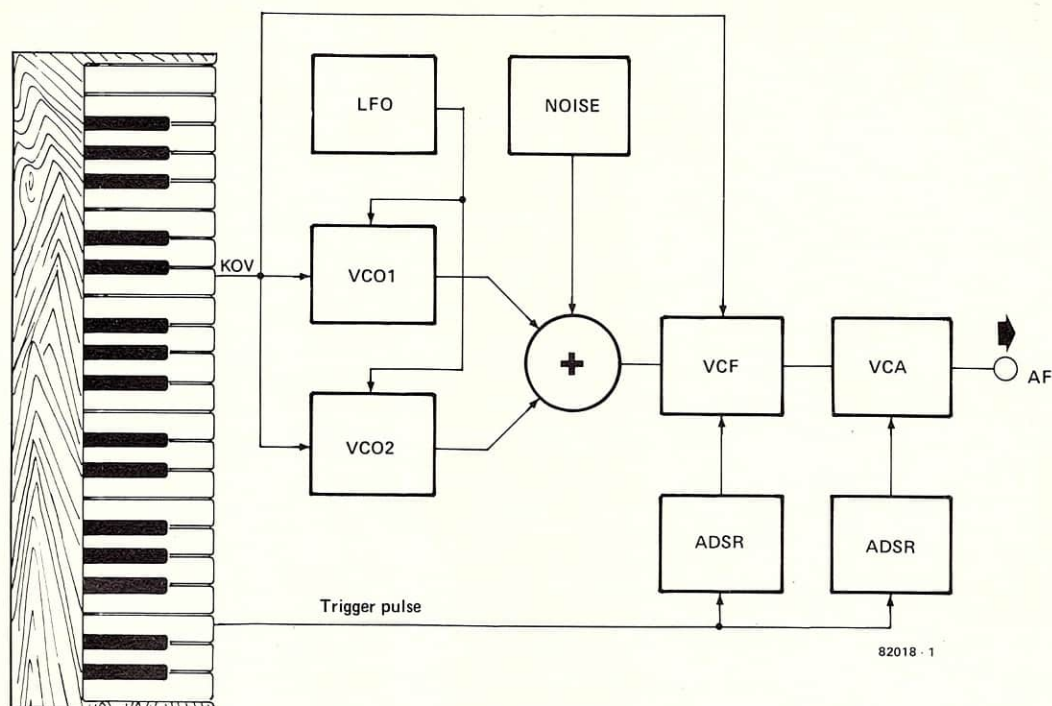 LFO
NOISE
KOV
VCO1
VCF
VCA
AF
VCO2
ADSR
ADSR
Trigger pulse
82018 - 1